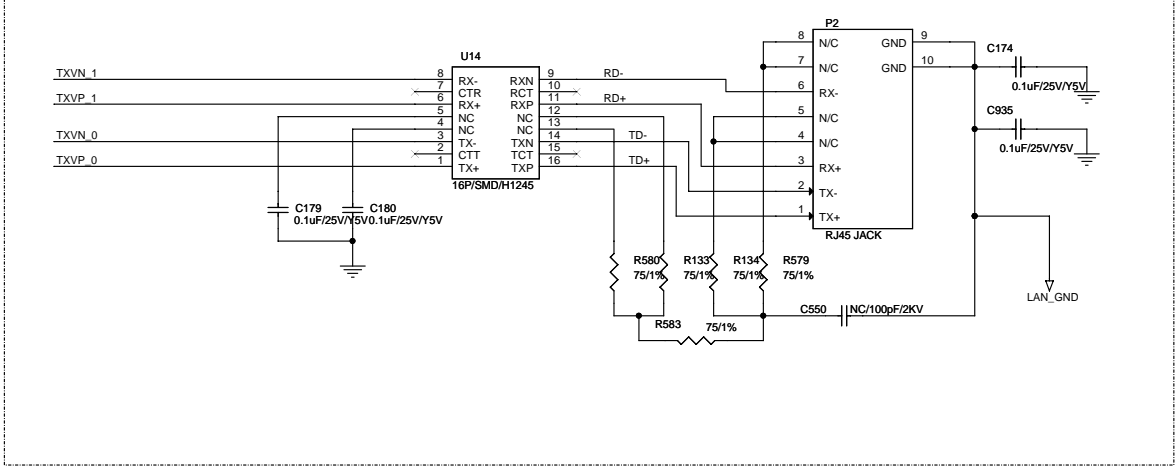 P2
8 N/C GND 9
7 N/C GND 10
6 RX-
5 N/C
4 N/C
3 RX+
2 TX-
1 TX+
RJ45 JACK
C174
0.1uF/25V/Y5V
C935
0.1uF/25V/Y5V
U14
TXVN_1 8 RX- RXN 9 RD-
7 CTR RCT 10
TXVP_1 6 RX+ RXP 11 RD+
5 NC NC 12
4 NC NC 13
TXVN_0 3 TX- TXN 14 TD-
2 CTT TCT 15
TXVP_0 1 TX+ TXP 16 TD+
16P/SMD/H1245
C179
0.1uF/25V/Y5V
C180
0.1uF/25V/Y5V
R580
75/1%
R133
75/1%
R134
75/1%
R579
75/1%
LAN_GND
C550 NC/100pF/2KV
R583 75/1%